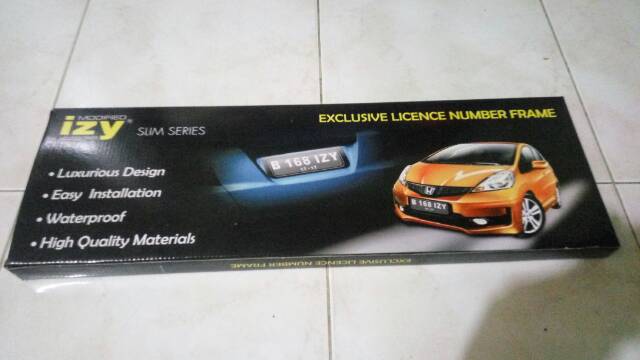 MODIFIED
izy®
SLIM SERIES
EXCLUSIVE LICENCE NUMBER FRAME
• Luxurious Design
• Easy Installation
• Waterproof
• High Quality Materials
B 168 IZY
B 168 IZY
EXCLUSIVE LICENCE NUMBER FRAME